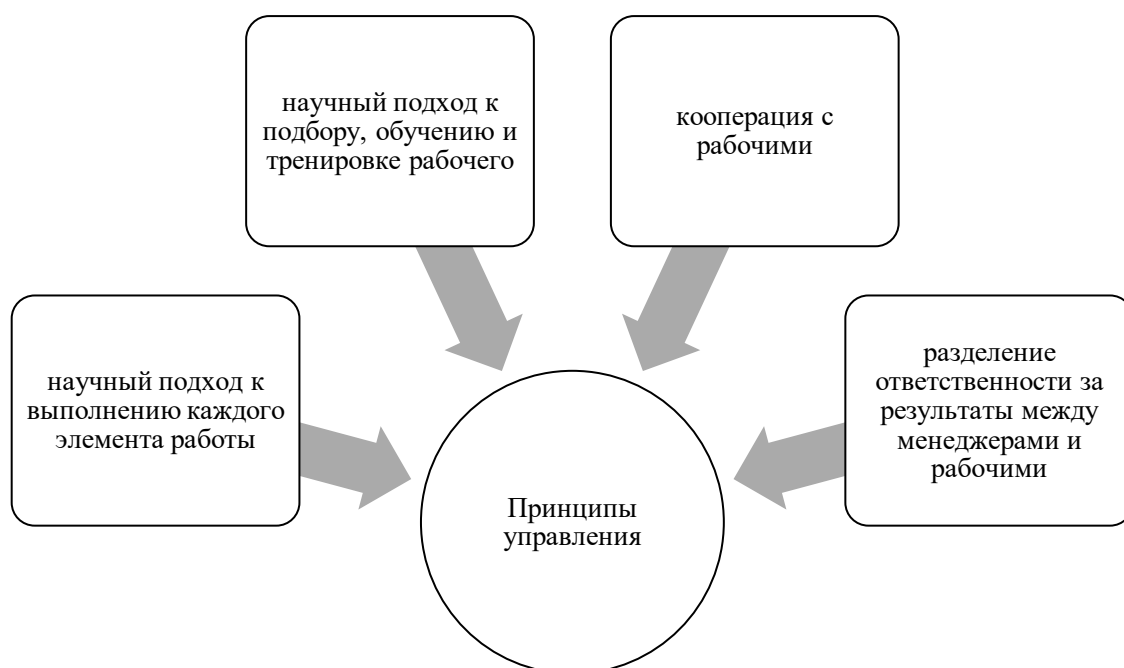 научный подход к
подбору, обучению и
тренировке рабочего
кооперация с
рабочими
научный подход к
выполнению каждого
элемента работы
разделение
ответственности за
результаты между
менеджерами и
рабочими
Принципы
управления